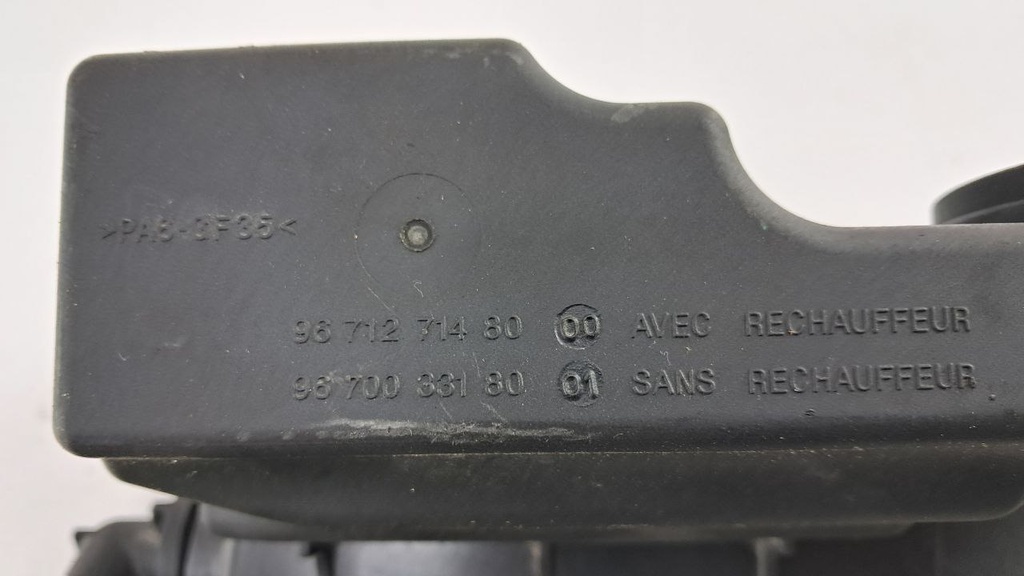 >PA6-GF35<
96 712 714 80 00 AVEC RECHAUFFEUR
96 700 331 80 01 SANS RECHAUFFEUR